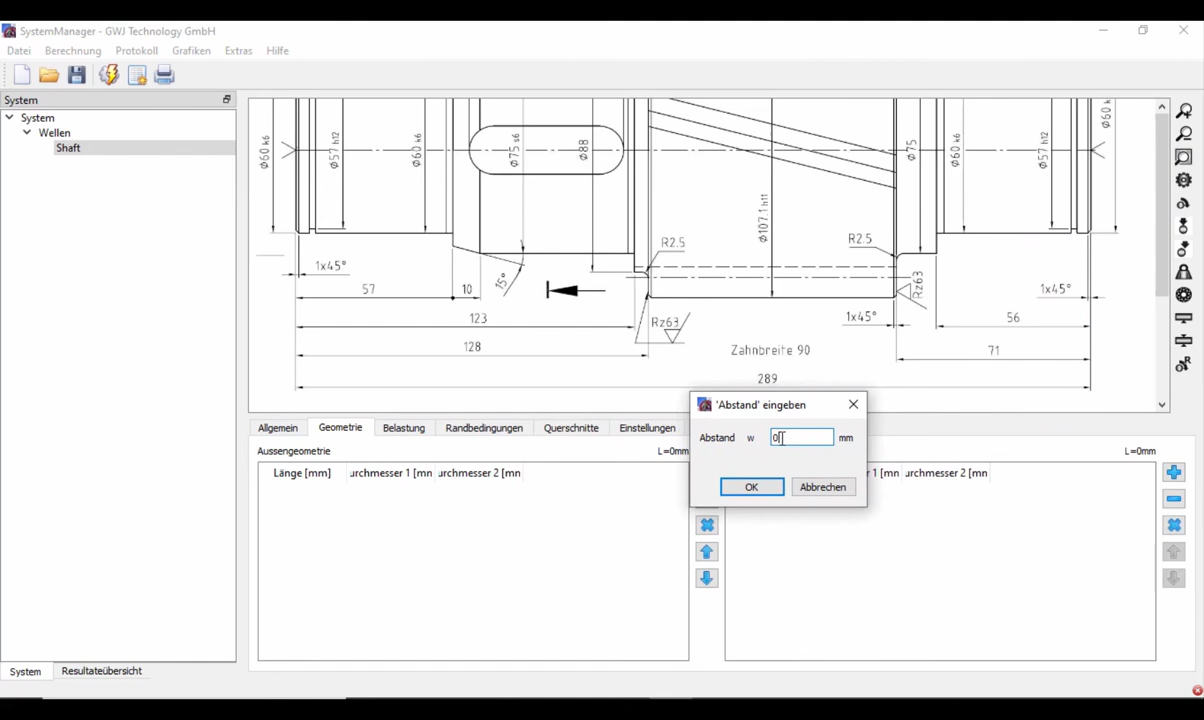 SystemManager - GWJ Technology GmbH
Datei Berechnung Protokoll Grafiken Extras Hilfe
System
System
Wellen
Shaft
Ø60 k6
Ø57 h12
Ø60 k6
Ø75 s6
Ø88
Ø107.1 h11
Ø75
Ø60 k6
Ø57 h12
Ø60 k
R2.5
R2.5
1x45°
15°
Rz63
Rz63
1x45°
1x45°
57
10
123
128
Zahnbreite 90
56
71
289
'Abstand' eingeben
Abstand w 0 mm
OK Abbrechen
Allgemein Geometrie Belastung Randbedingungen Querschnitte Einstellungen
Aussengeometrie L=0mm
L=0mm
Länge [mm] urchmesser 1 [mn urchmesser 2 [mn
1 [mn urchmesser 2 [mn
System Resultateübersicht